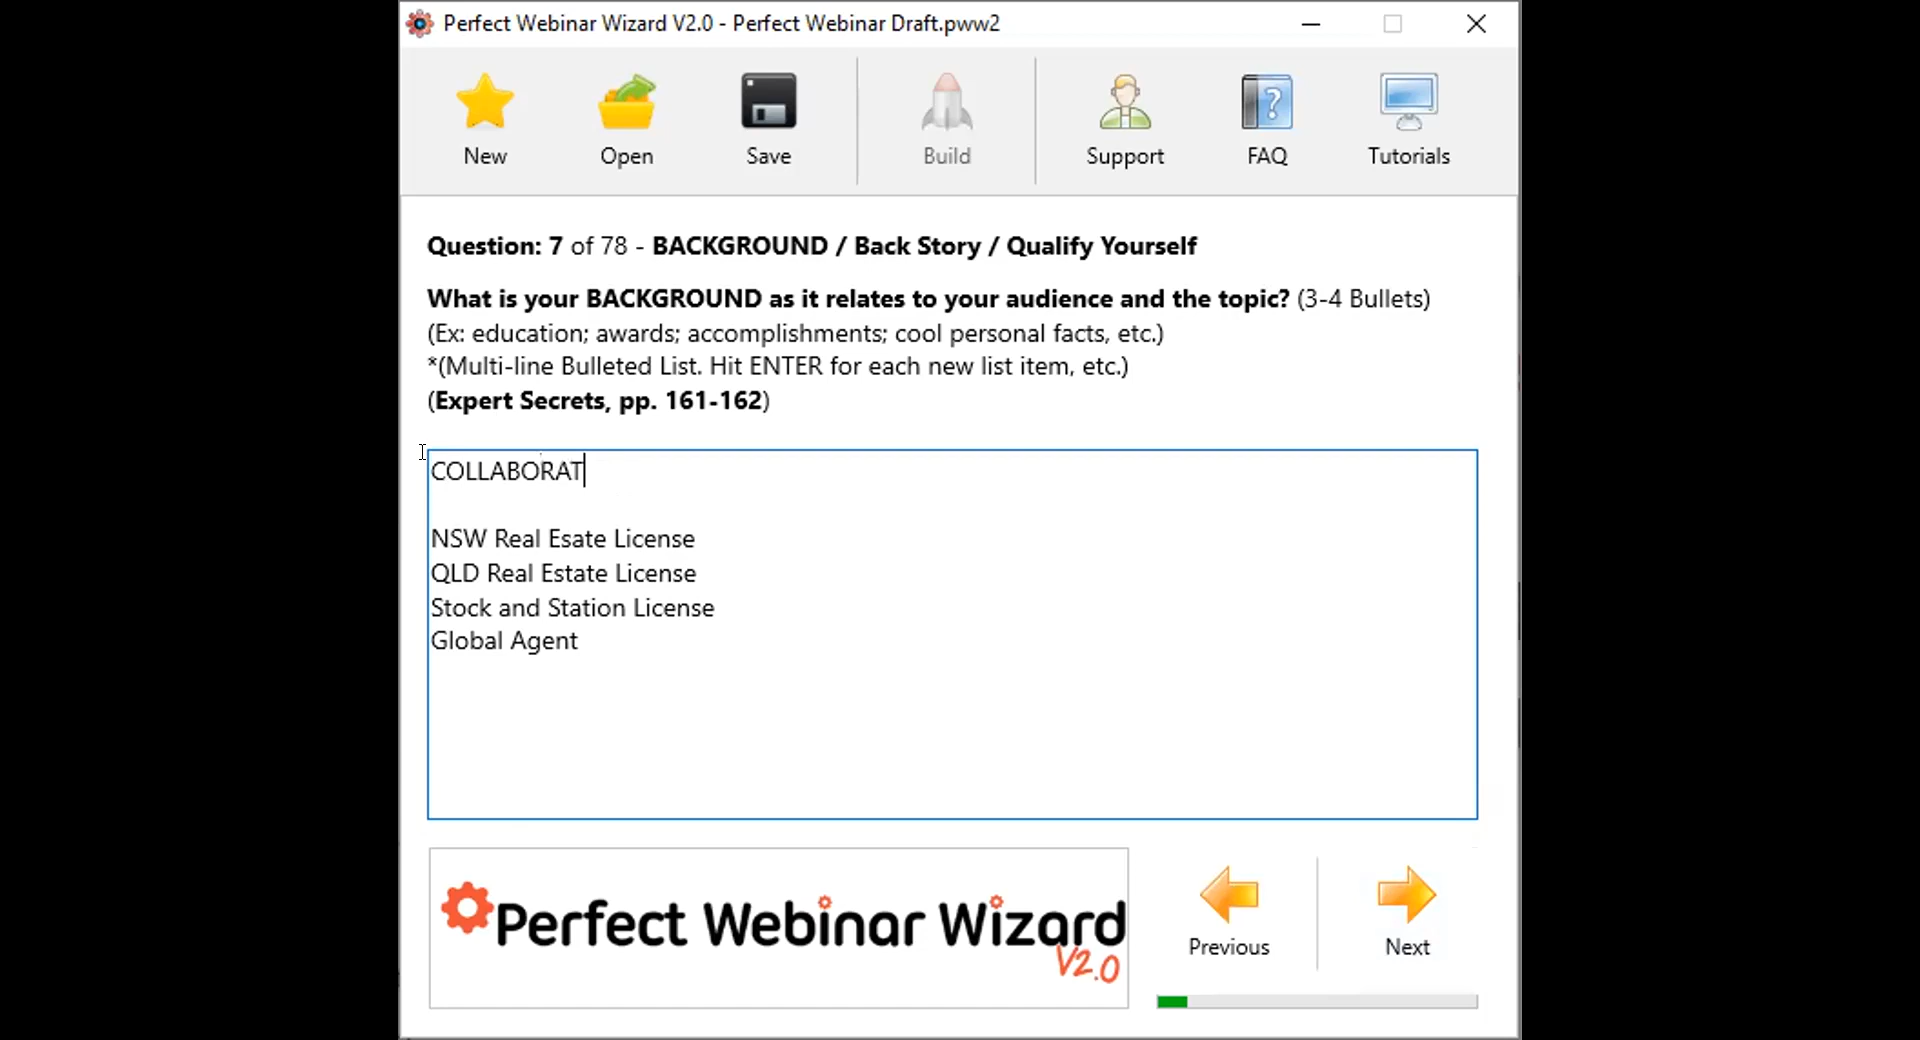 Perfect Webinar Wizard V2.0 - Perfect Webinar Draft.pww2
New Open Save Build Support FAQ Tutorials
Question: 7 of 78 - BACKGROUND / Back Story / Qualify Yourself
What is your BACKGROUND as it relates to your audience and the topic? (3-4 Bullets)
(Ex: education; awards; accomplishments; cool personal facts, etc.)
*(Multi-line Bulleted List. Hit ENTER for each new list item, etc.)
(Expert Secrets, pp. 161-162)
COLLABORAT
NSW Real Esate License
QLD Real Estate License
Stock and Station License
Global Agent
Perfect Webinar Wizard
V2.0
Previous Next